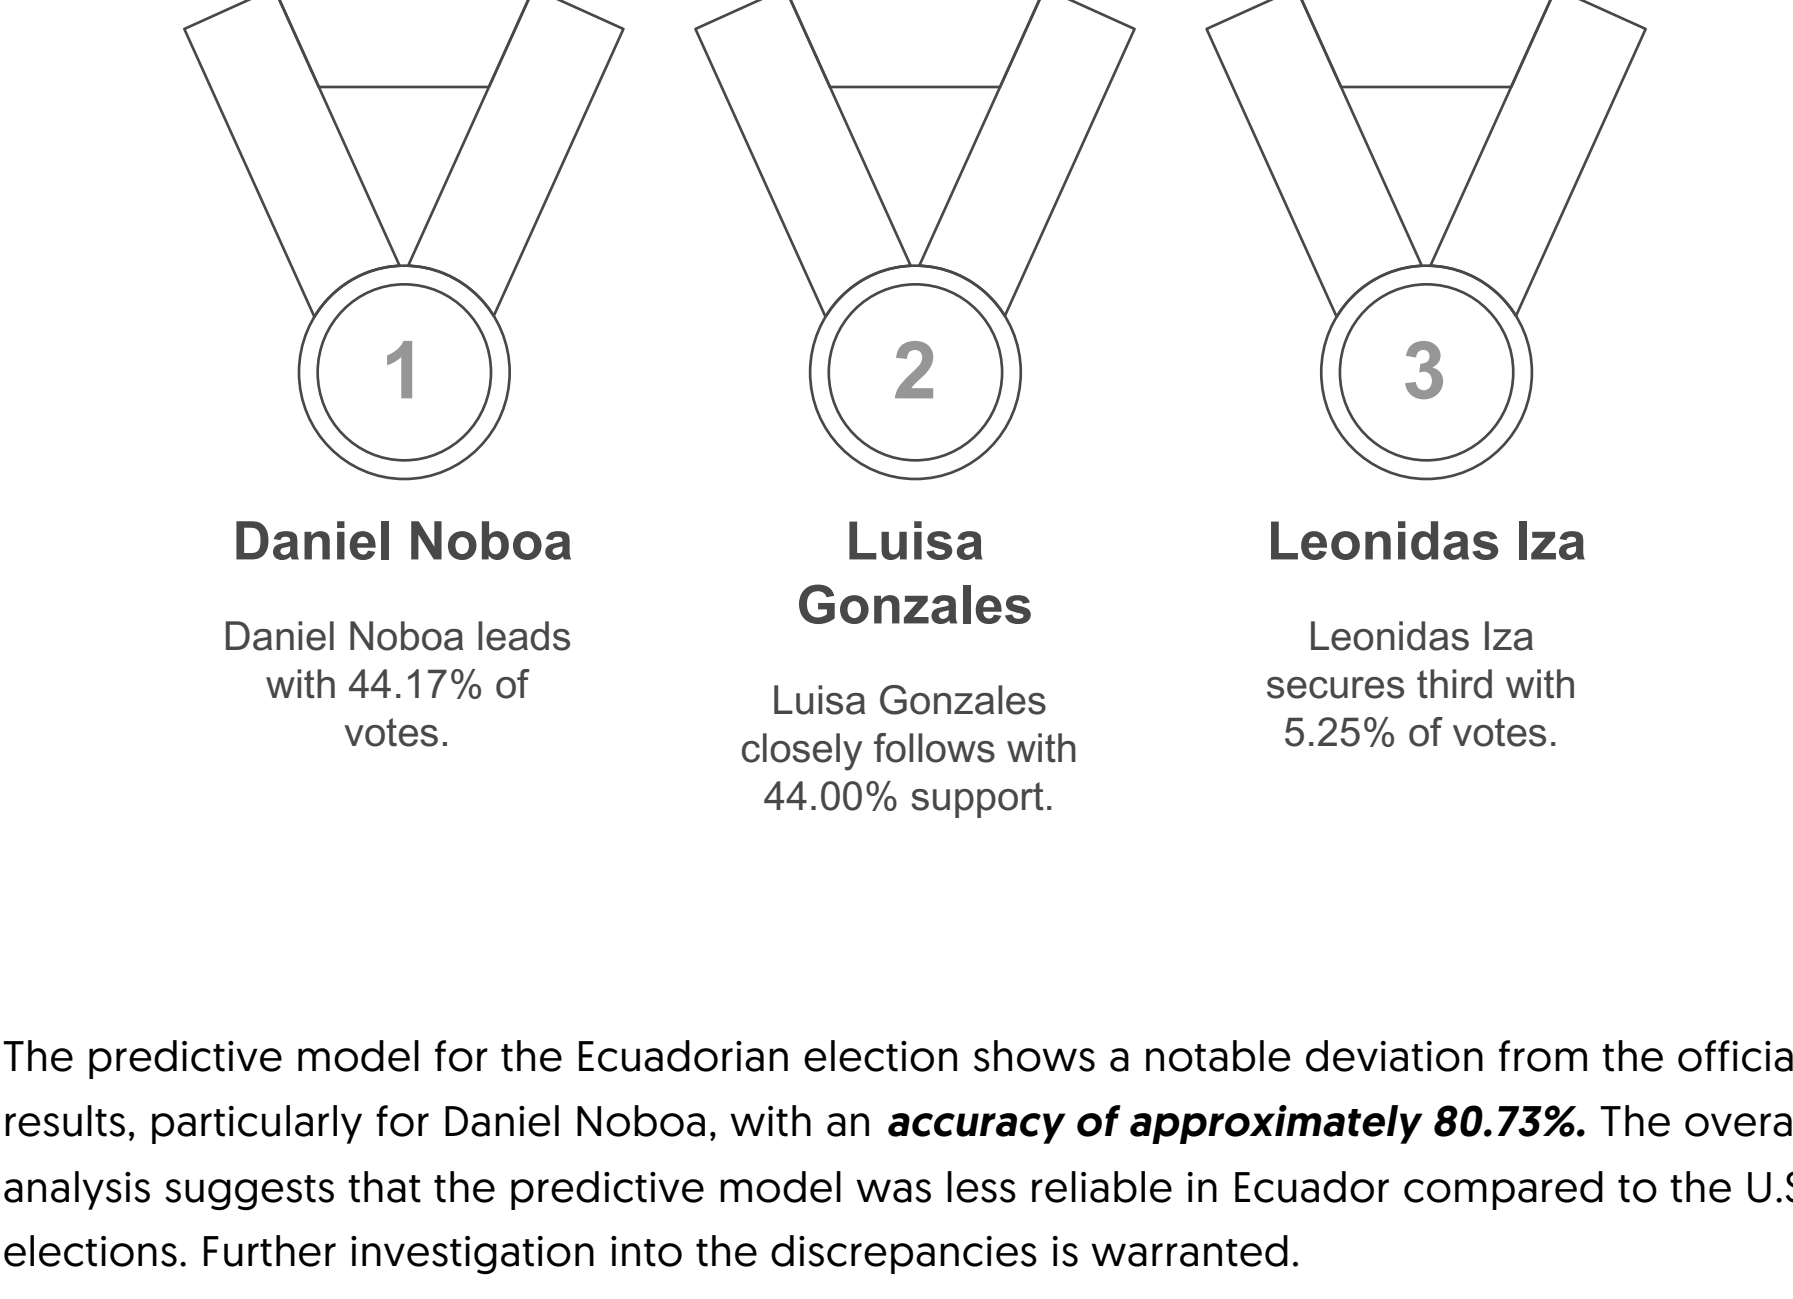 1
2
3
Daniel Noboa
Luisa
Gonzales
Leonidas Iza
Daniel Noboa leads
with 44.17% of
votes.
Luisa Gonzales
closely follows with
44.00% support.
Leonidas Iza
secures third with
5.25% of votes.
The predictive model for the Ecuadorian election shows a notable deviation from the officia
results, particularly for Daniel Noboa, with an accuracy of approximately 80.73%. The overa
analysis suggests that the predictive model was less reliable in Ecuador compared to the U.S
elections. Further investigation into the discrepancies is warranted.